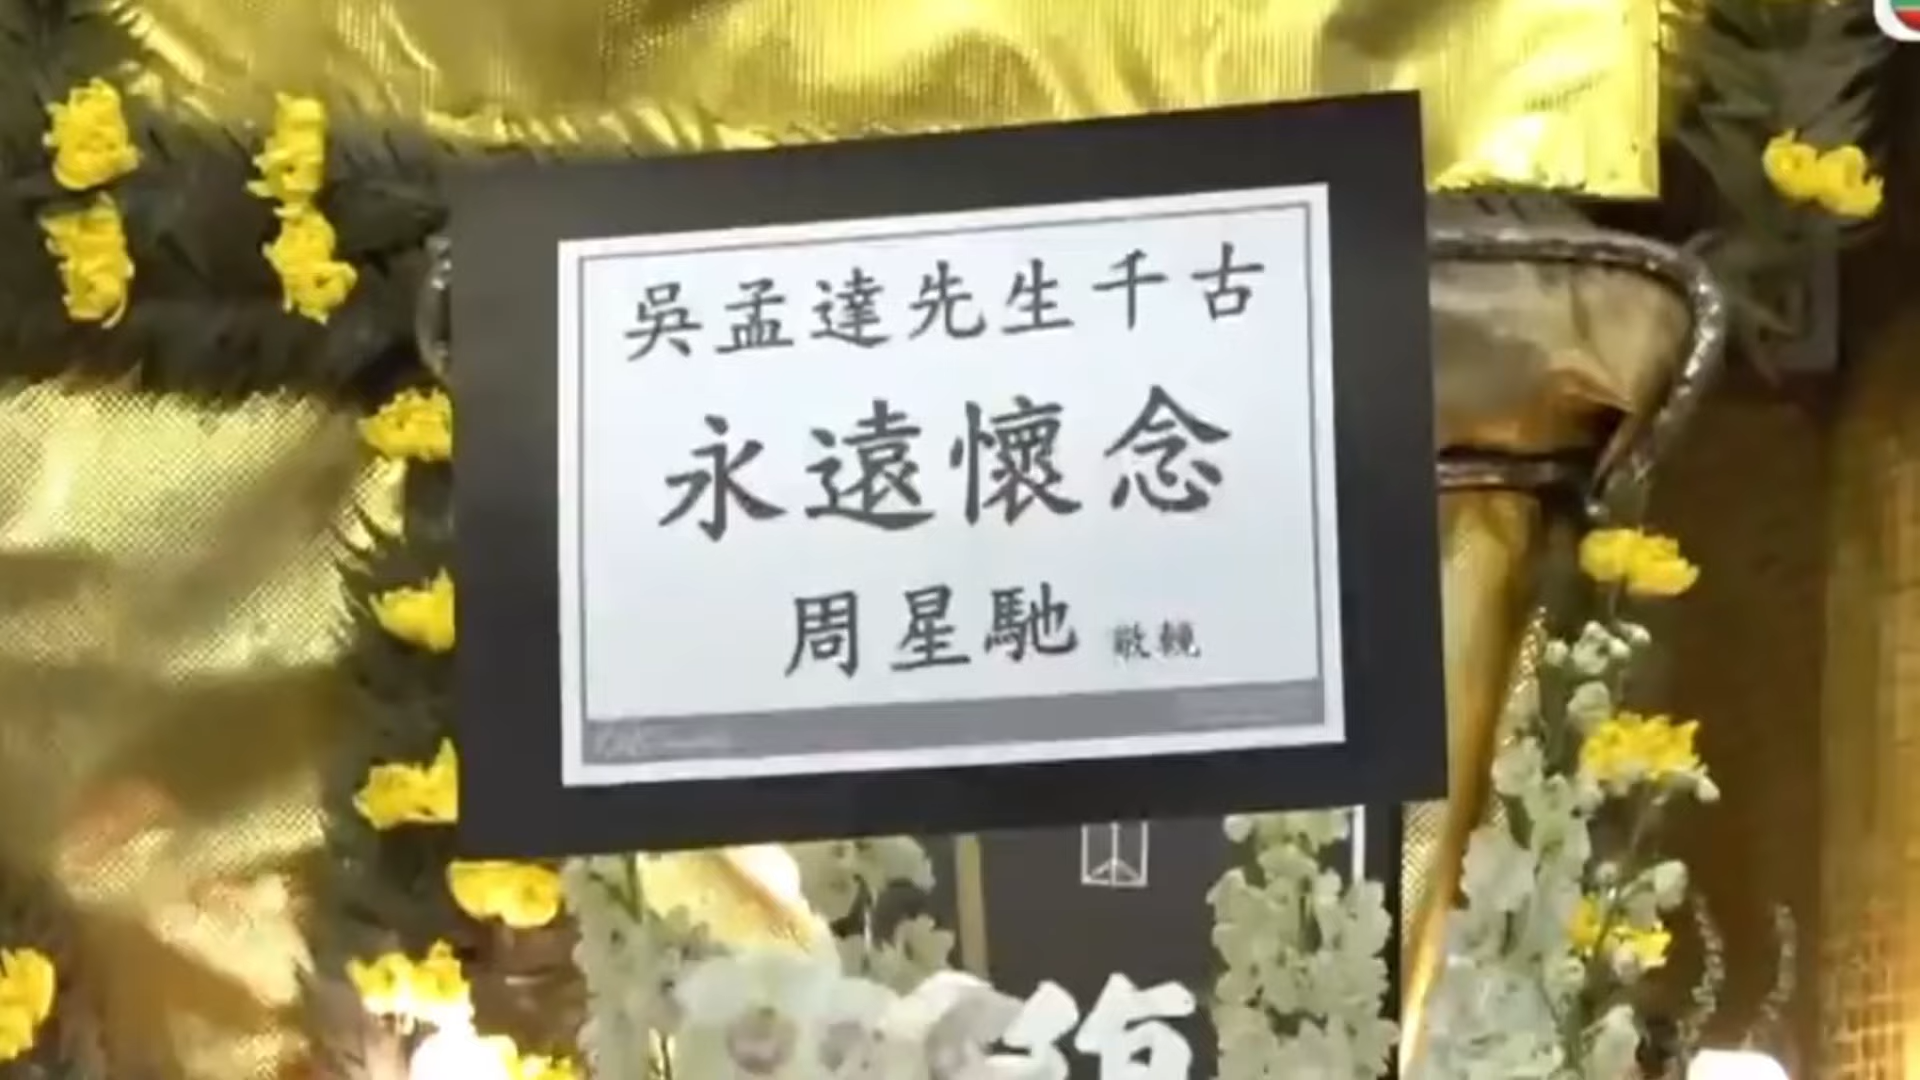 吳孟達先生千古
永遠懷念
周星馳 敬輓